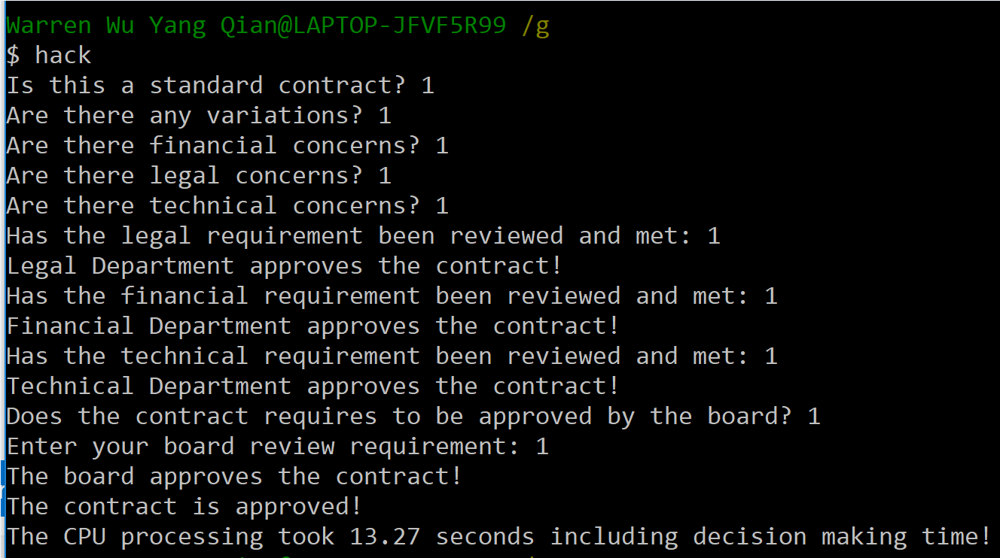 Warren Wu Yang Qian@LAPTOP-JFVF5R99 /g
$ hack
Is this a standard contract? 1
Are there any variations? 1
Are there financial concerns? 1
Are there legal concerns? 1
Are there technical concerns? 1
Has the legal requirement been reviewed and met: 1
Legal Department approves the contract!
Has the financial requirement been reviewed and met: 1
Financial Department approves the contract!
Has the technical requirement been reviewed and met: 1
Technical Department approves the contract!
Does the contract requires to be approved by the board? 1
Enter your board review requirement: 1
The board approves the contract!
The contract is approved!
The CPU processing took 13.27 seconds including decision making time!